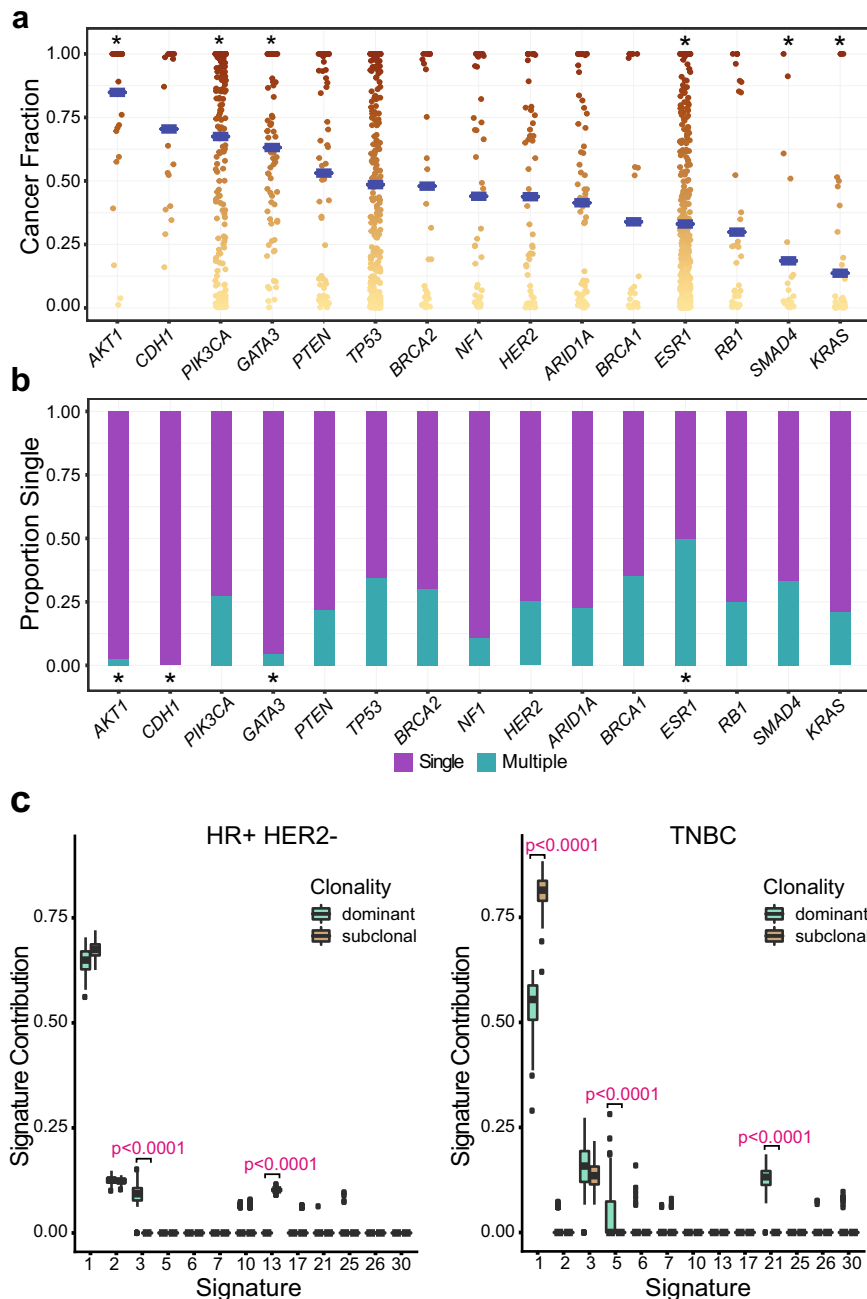 a
* * * * * *
Cancer Fraction
1.00
0.75
0.50
0.25
0.00
AKT1 CDH1 PIK3CA GATA3 PTEN TP53 BRCA2 NF1 HER2 ARID1A BRCA1 ESR1 RB1 SMAD4 KRAS
b
Proportion Single
1.00
0.75
0.50
0.25
0.00
* * * *
AKT1 CDH1 PIK3CA GATA3 PTEN TP53 BRCA2 NF1 HER2 ARID1A BRCA1 ESR1 RB1 SMAD4 KRAS
Single Multiple
c
HR+ HER2-
Clonality
dominant
subclonal
Signature Contribution
0.75
0.50
0.25
0.00
p<0.0001
p<0.0001
1 2 3 5 6 7 10 13 17 21 25 26 30
Signature
TNBC
p<0.0001
Clonality
dominant
subclonal
Signature Contribution
0.75
0.50
0.25
0.00
p<0.0001
p<0.0001
1 2 3 5 6 7 10 13 17 21 25 26 30
Signature